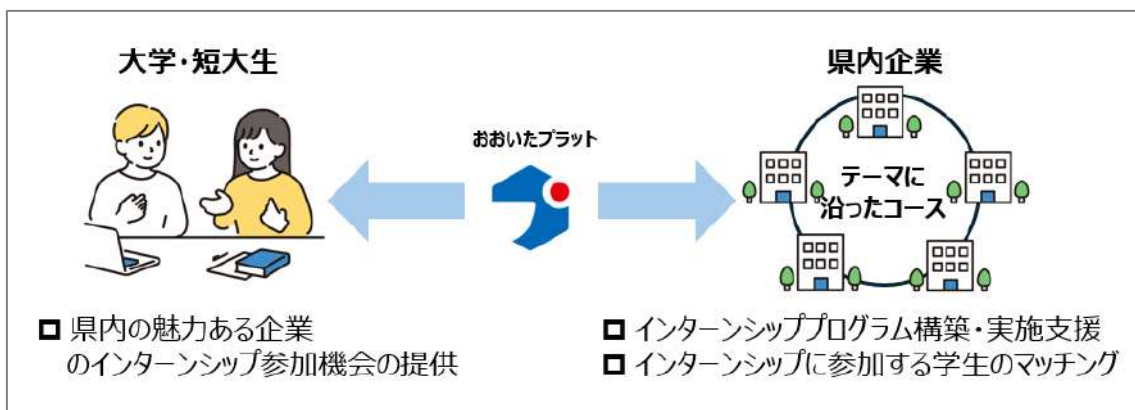 大学・短大生
県内企業
おおいたプラット
テーマに
沿ったコース
県内の魅力ある企業
のインターンシップ参加機会の提供
インターンシッププログラム構築・実施支援
インターンシップに参加する学生のマッチング